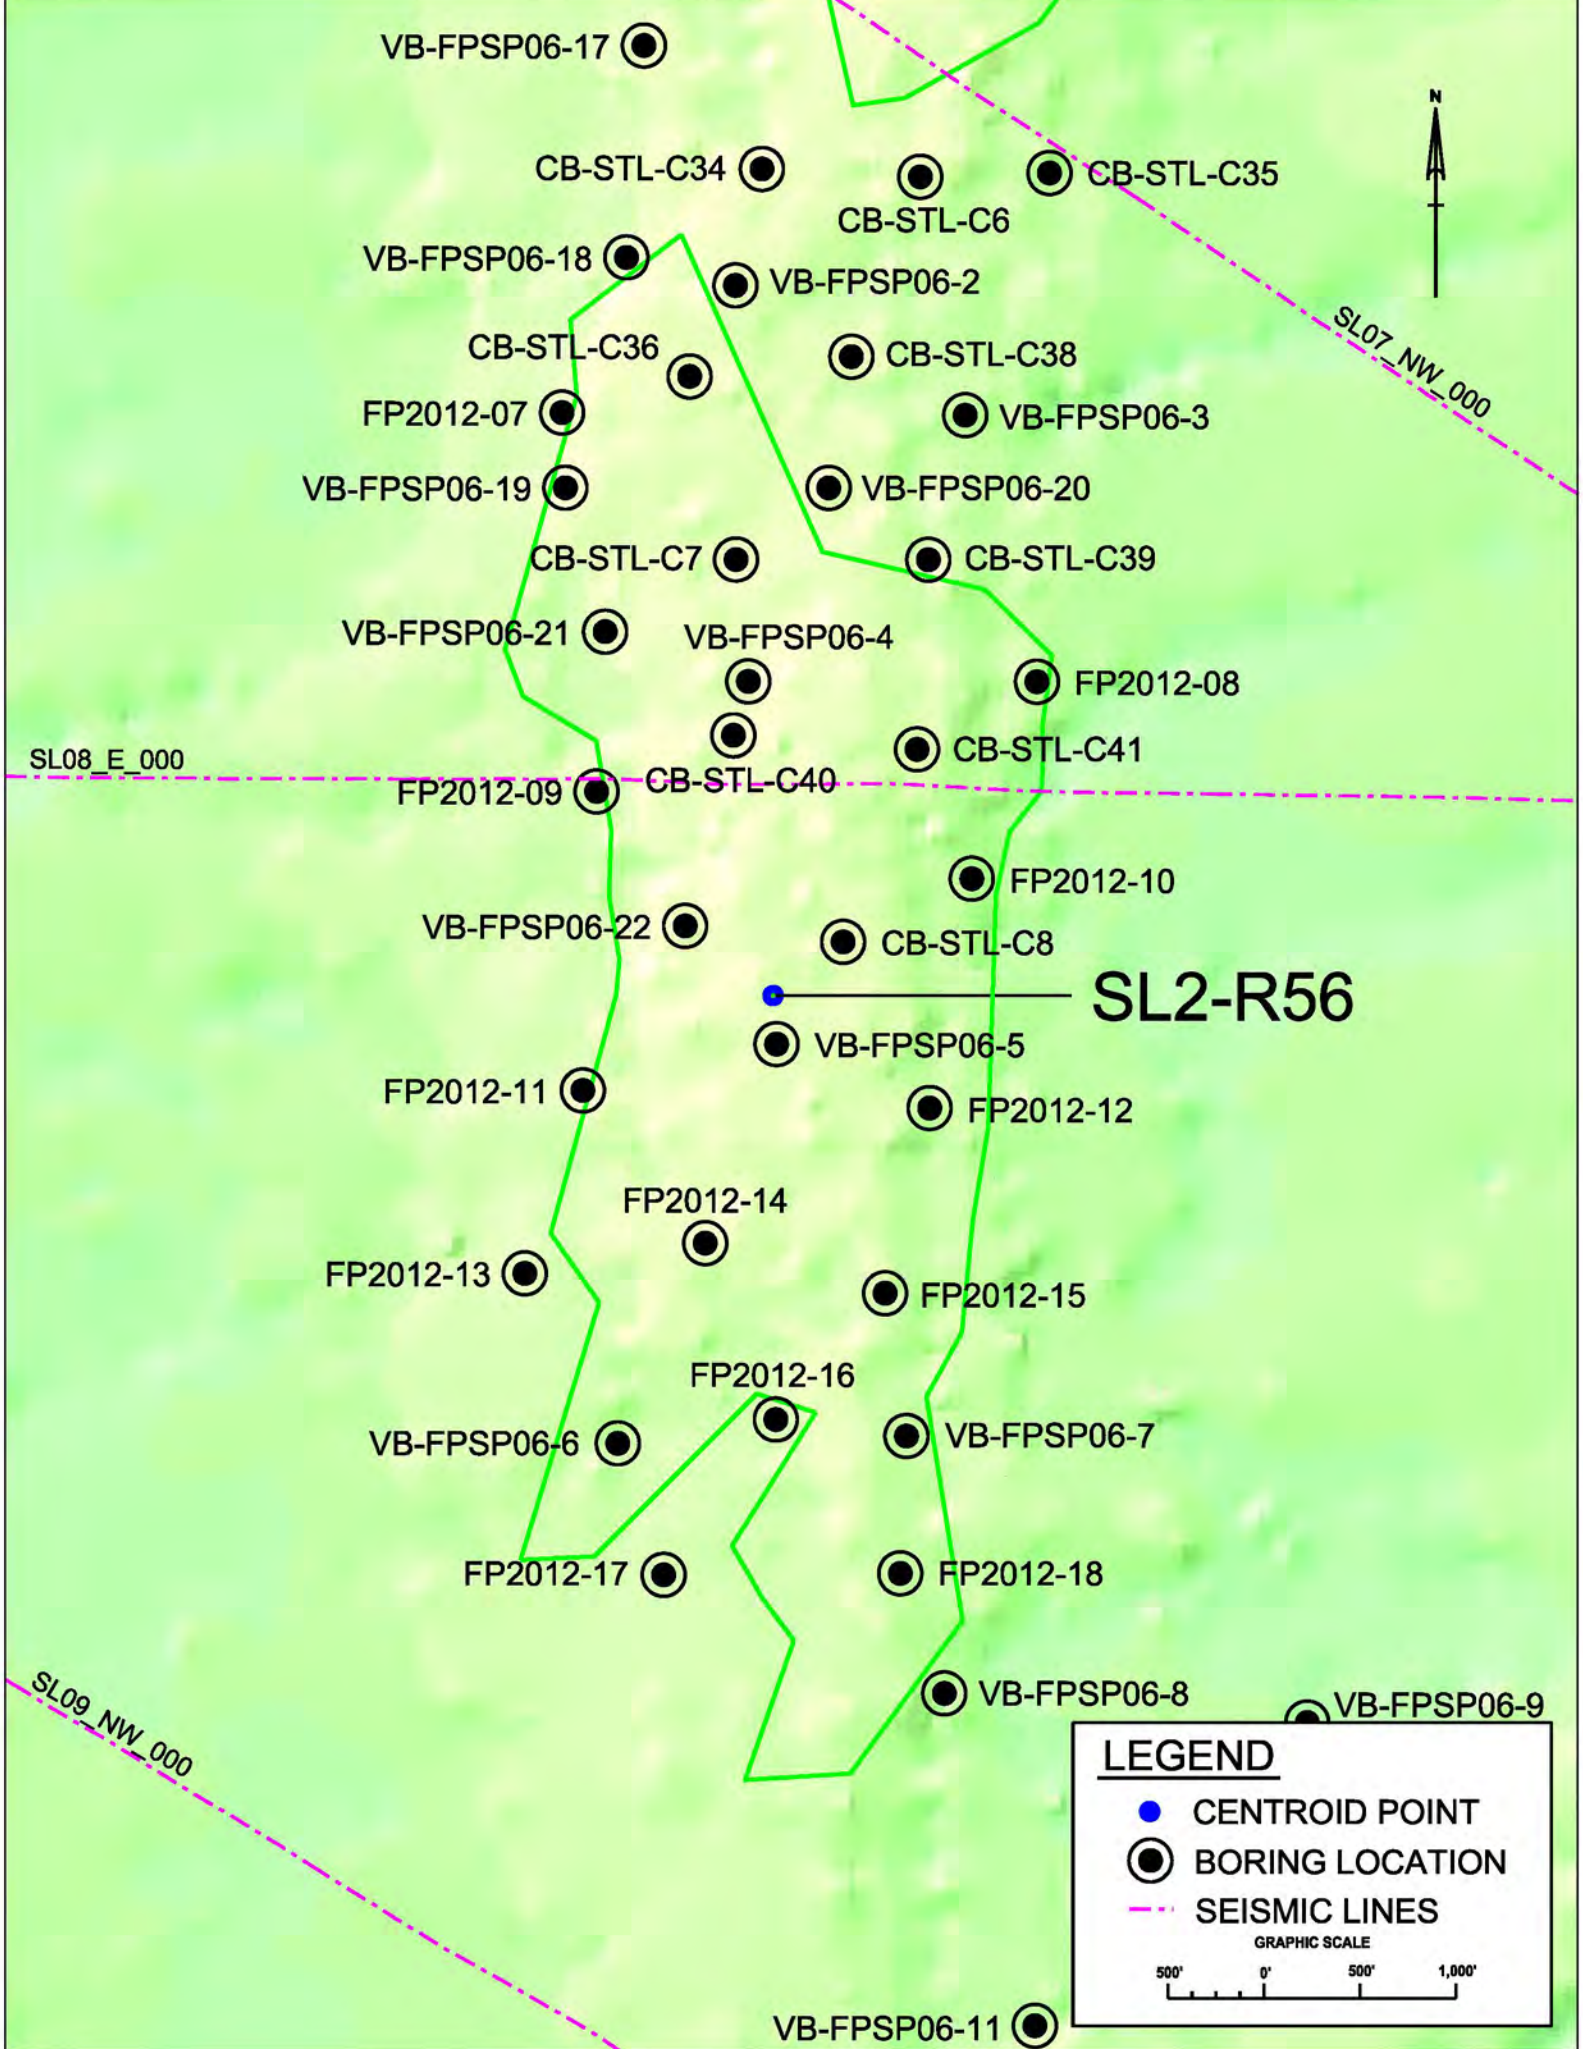 VB-FPSP06-17
N
CB-STL-C34
CB-STL-C35
CB-STL-C6
VB-FPSP06-18
VB-FPSP06-2
SL07_NW_000
CB-STL-C36
CB-STL-C38
FP2012-07
VB-FPSP06-3
VB-FPSP06-19
VB-FPSP06-20
CB-STL-C7
CB-STL-C39
VB-FPSP06-21
VB-FPSP06-4
FP2012-08
CB-STL-C41
SL08_E_000
CB-STL-C40
FP2012-09
FP2012-10
VB-FPSP06-22
CB-STL-C8
SL2-R56
VB-FPSP06-5
FP2012-11
FP2012-12
FP2012-14
FP2012-13
FP2012-15
FP2012-16
VB-FPSP06-6
VB-FPSP06-7
FP2012-17
FP2012-18
SL09_NW_000
VB-FPSP06-8
VB-FPSP06-9
LEGEND
CENTROID POINT
BORING LOCATION
SEISMIC LINES
GRAPHIC SCALE
500' 0' 500' 1,000'
VB-FPSP06-11